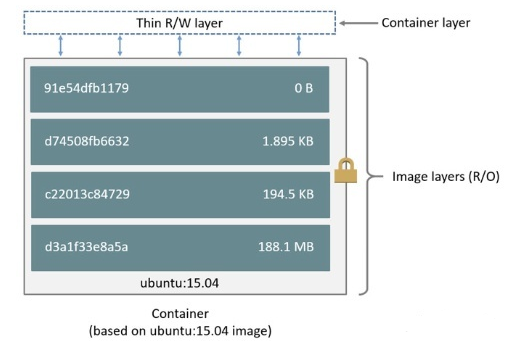 Thin R/W layer
Container layer
91e54dfb1179 0 B
d74508fb6632 1.895 KB
c22013c84729 194.5 KB
d3a1f33e8a5a 188.1 MB
Image layers (R/O)
ubuntu:15.04
Container
(based on ubuntu:15.04 image)